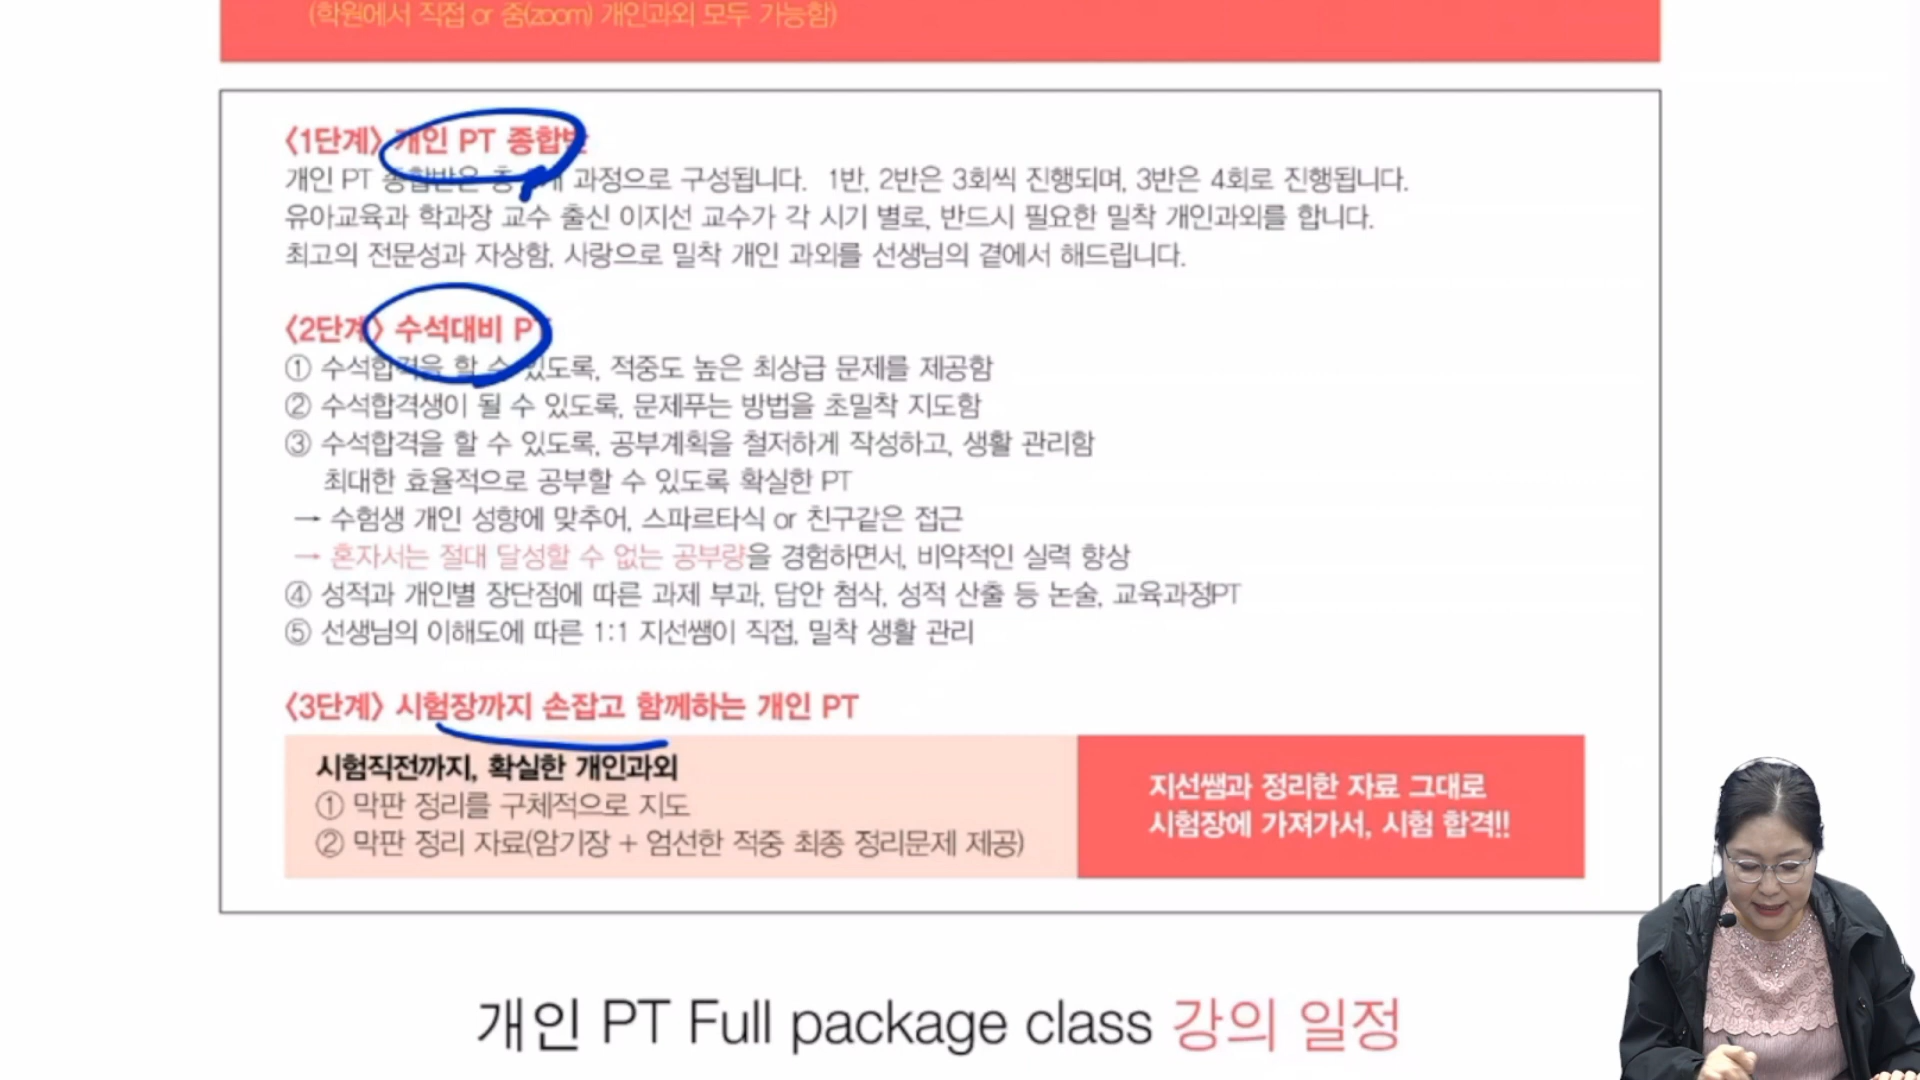 (학원에서 직접 or 줌(zoom) 개인과외 모두 가능함)
<1단계> 개인 PT 종합반
개인 PT 종합반은 총 과정으로 구성됩니다. 1반, 2반은 3회씩 진행되며, 3반은 4회로 진행됩니다.
유아교육과 학과장 교수 출신 이지선 교수가 각 시기 별로, 반드시 필요한 밀착 개인과외를 합니다.
최고의 전문성과 자상함, 사랑으로 밀착 개인 과외를 선생님의 곁에서 해드립니다.
<2단계> 수석대비 PT
① 수석합격을 할 수 있도록, 적중도 높은 최상급 문제를 제공함
② 수석합격생이 될 수 있도록, 문제푸는 방법을 초밀착 지도함
③ 수석합격을 할 수 있도록, 공부계획을 철저하게 작성하고, 생활 관리함
최대한 효율적으로 공부할 수 있도록 확실한 PT
→ 수험생 개인 성향에 맞추어, 스파르타식 or 친구같은 접근
→ 혼자서는 절대 달성할 수 없는 공부량을 경험하면서, 비약적인 실력 향상
④ 성적과 개인별 장단점에 따른 과제 부과, 답안 첨삭, 성적 산출 등 논술, 교육과정PT
⑤ 선생님의 이해도에 따른 1:1 지선쌤이 직접, 밀착 생활 관리
<3단계> 시험장까지 손잡고 함께하는 개인 PT
시험직전까지, 확실한 개인과외
① 막판 정리를 구체적으로 지도
② 막판 정리 자료(암기장 + 엄선한 적중 최종 정리문제 제공)
지선쌤과 정리한 자료 그대로
시험장에 가져가서, 시험 합격!!
개인 PT Full package class 강의 일정